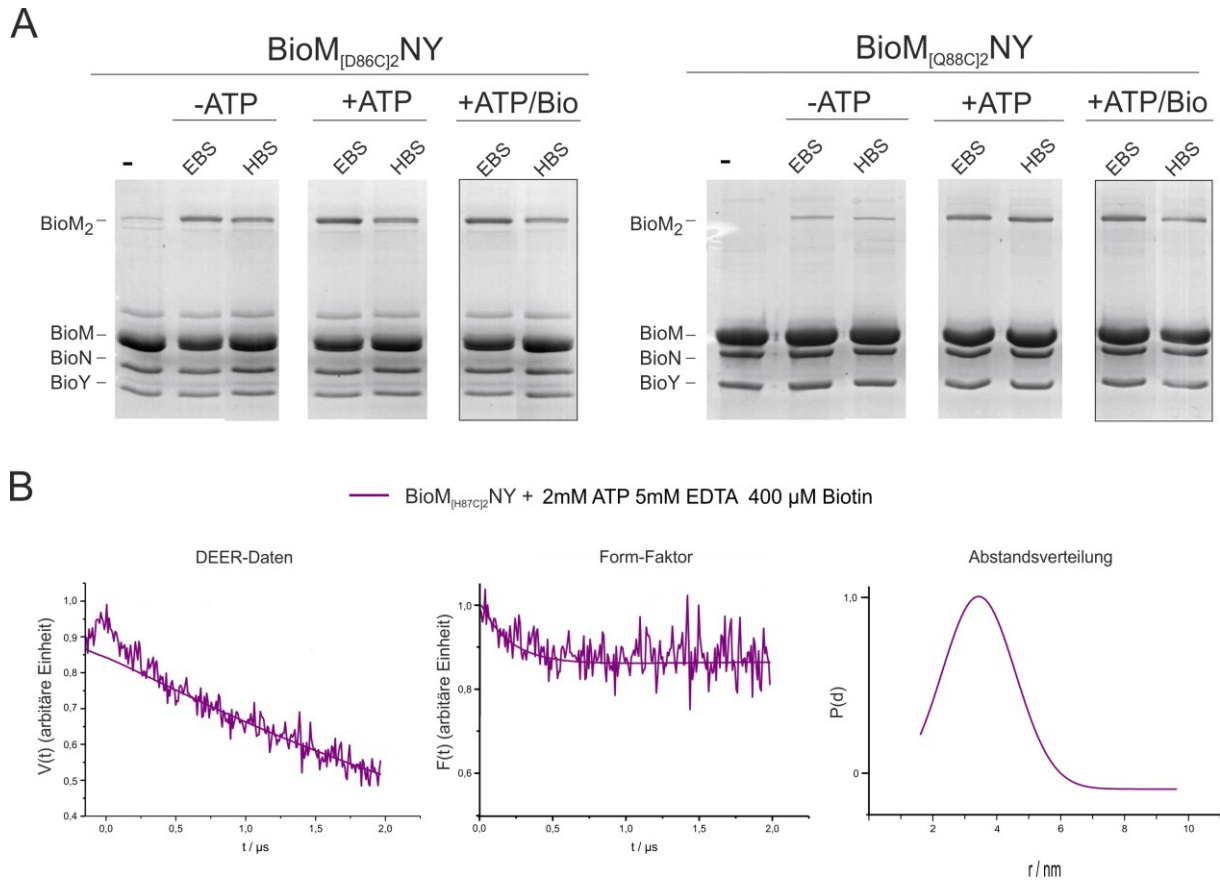 A
BioM[D86C]2NY BioM[Q88C]2NY
-ATP +ATP +ATP/Bio -ATP +ATP +ATP/Bio
- EBS HBS EBS HBS EBS HBS - EBS HBS EBS HBS EBS HBS
BioM2 BioM2
BioM BioM
BioN BioN
BioY BioY
B
BioM[H87C]2NY + 2mM ATP 5mM EDTA 400 µM Biotin
DEER-Daten Form-Faktor Abstandsverteilung
V(t) (arbitäre Einheit)
1,0
0,9
0,8
0,7
0,6
0,5
0,4
0,0 0,5 1,0 1,5 2,0
t / µs
F(t) (arbitäre Einheit)
1,0
0,9
0,8
0,6
0,0 0,5 1,0 1,5 2,0
t / µs
P(d)
1,0
0
2 4 6 8 10
r / nm